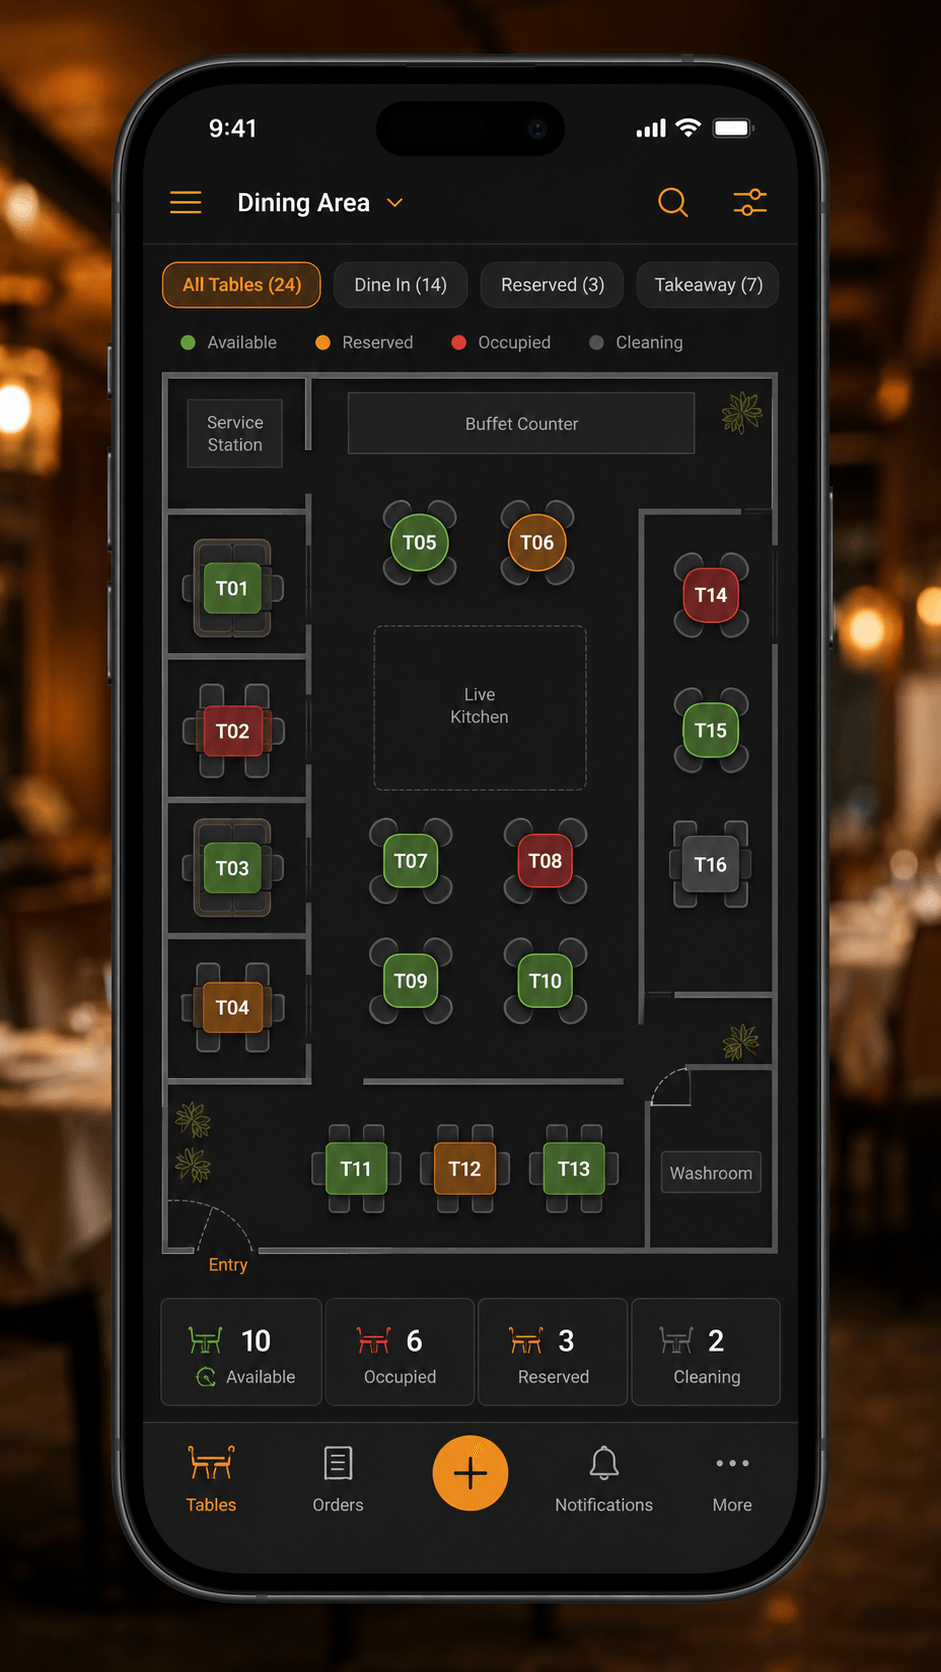 9:41
Dining Area
All Tables (24) Dine In (14) Reserved (3) Takeaway (7)
Available Reserved Occupied Cleaning
Service
Station
Buffet Counter
T05 T06
T01
T14
Live
Kitchen
T02
T15
T03
T07 T08
T16
T04
T09 T10
T11 T12 T13
Washroom
Entry
10 6 3 2
Available Occupied Reserved Cleaning
Tables Orders Notifications More